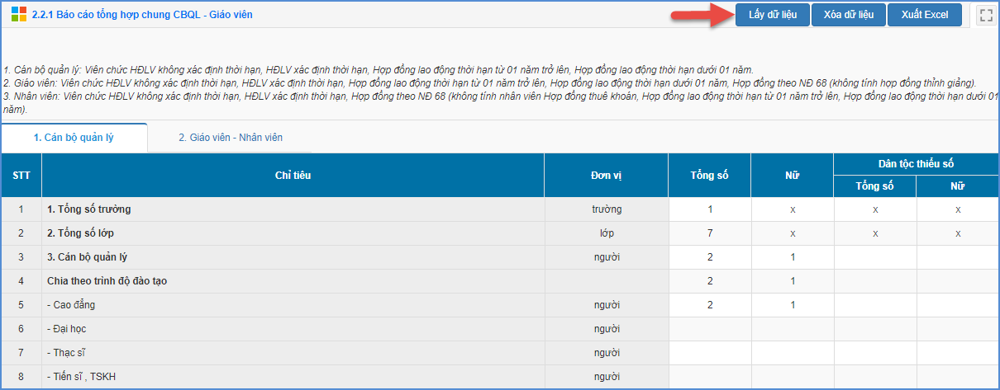 2.2.1 Báo cáo tổng hợp chung CBQL - Giáo viên
Lấy dữ liệu
Xóa dữ liệu
Xuất Excel
1. Cán bộ quản lý: Viên chức HĐLV không xác định thời hạn, HĐLV xác định thời hạn, Hợp đồng lao động thời hạn từ 01 năm trở lên, Hợp đồng lao động thời hạn dưới 01 năm.
2. Giáo viên: Viên chức HĐLV không xác định thời hạn, HĐLV xác định thời hạn, Hợp đồng lao động thời hạn từ 01 năm trở lên, Hợp đồng lao động thời hạn dưới 01 năm, Hợp đồng theo NĐ 68 (không tính hợp đồng thỉnh giảng).
3. Nhân viên: Viên chức HĐLV không xác định thời hạn, HĐLV xác định thời hạn, Hợp đồng theo NĐ 68 (không tính nhân viên Hợp đồng thuê khoán, Hợp đồng lao động thời hạn từ 01 năm trở lên, Hợp đồng lao động thời hạn dưới 01
năm).
1. Cán bộ quản lý
2. Giáo viên - Nhân viên
STT Chỉ tiêu Đơn vị Tổng số Nữ Dân tộc thiểu số
Tổng số Nữ
1 1. Tổng số trường trường 1 x x x
2 2. Tổng số lớp lớp 7 x x x
3 3. Cán bộ quản lý người 2 1
4 Chia theo trình độ đào tạo 2 1
5 - Cao đẳng người 2 1
6 - Đại học người
7 - Thạc sĩ người
8 - Tiến sĩ , TSKH người